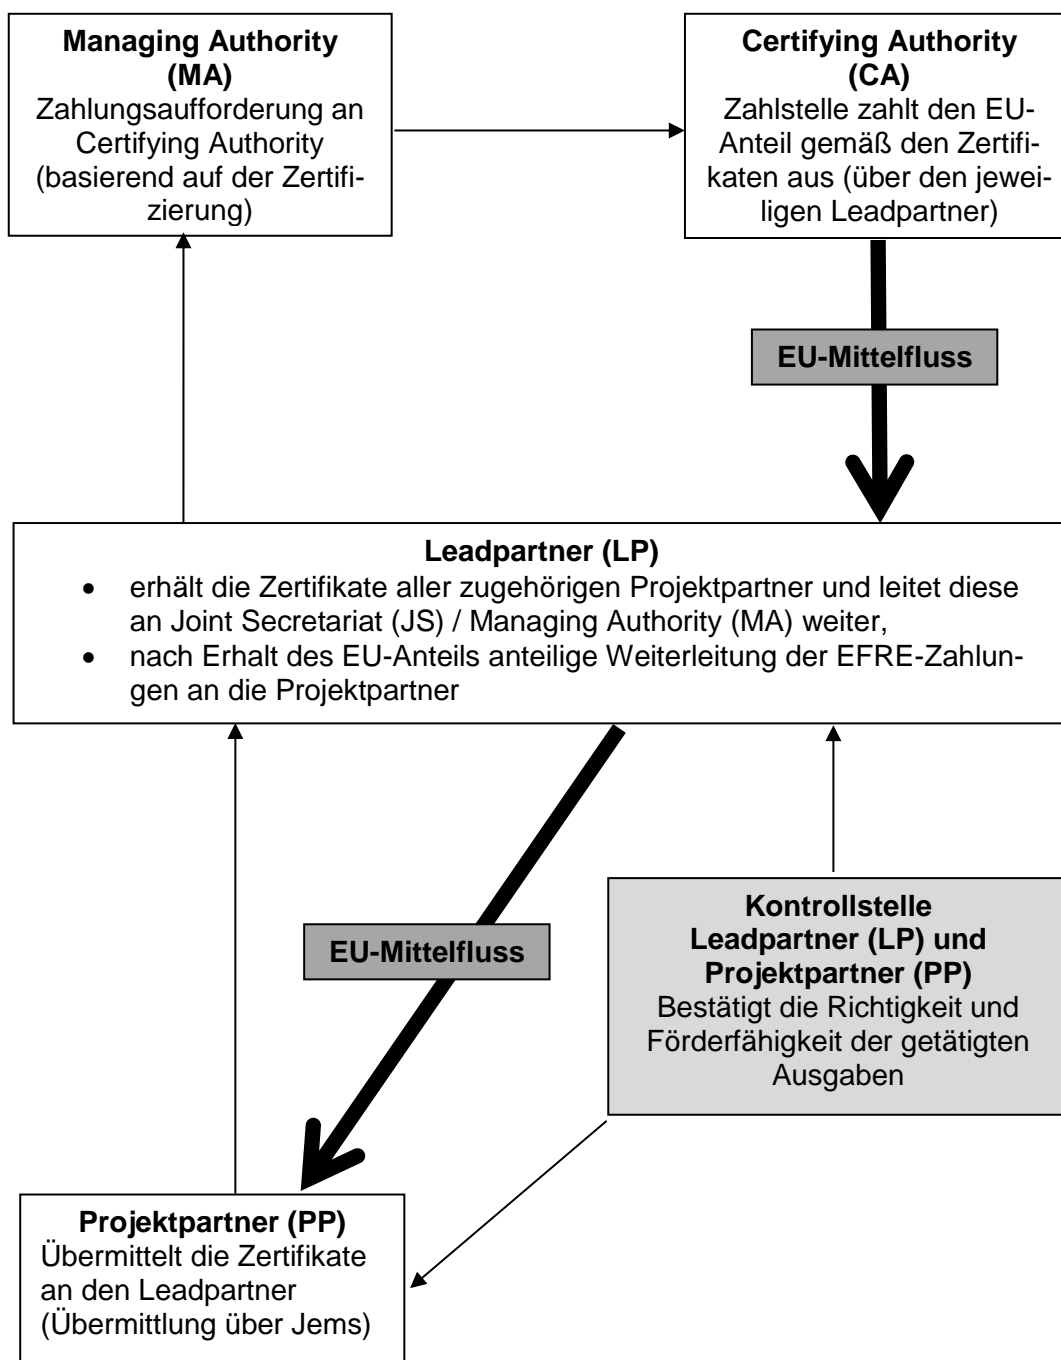 Managing Authority
(MA)
Zahlungsaufforderung an
Certifying Authority
(basierend auf der Zertifi-
zierung)
Certifying Authority
(CA)
Zahlstelle zahlt den EU-
Anteil gemäß den Zertifi-
katen aus (über den jewei-
ligen Leadpartner)
EU-Mittelfluss
Leadpartner (LP)
• erhält die Zertifikate aller zugehörigen Projektpartner und leitet diese
an Joint Secretariat (JS) / Managing Authority (MA) weiter,
• nach Erhalt des EU-Anteils anteilige Weiterleitung der EFRE-Zahlun-
gen an die Projektpartner
EU-Mittelfluss
Kontrollstelle
Leadpartner (LP) und
Projektpartner (PP)
Bestätigt die Richtigkeit und
Förderfähigkeit der getätigten
Ausgaben
Projektpartner (PP)
Übermittelt die Zertifikate
an den Leadpartner
(Übermittlung über Jems)